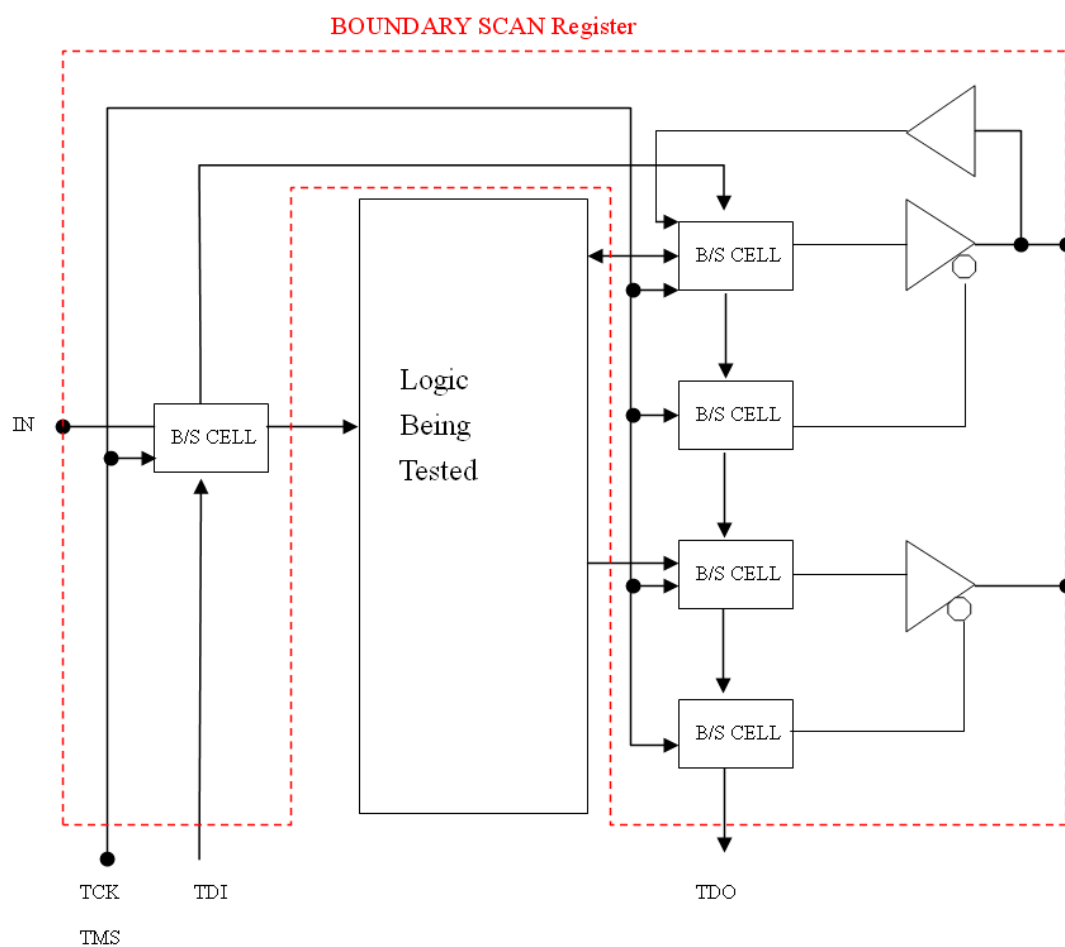 BOUNDARY SCAN Register
B/S CELL
B/S CELL
IN
B/S CELL
Logic
Being
Tested
B/S CELL
B/S CELL
TCK
TDI
TDO
TMS